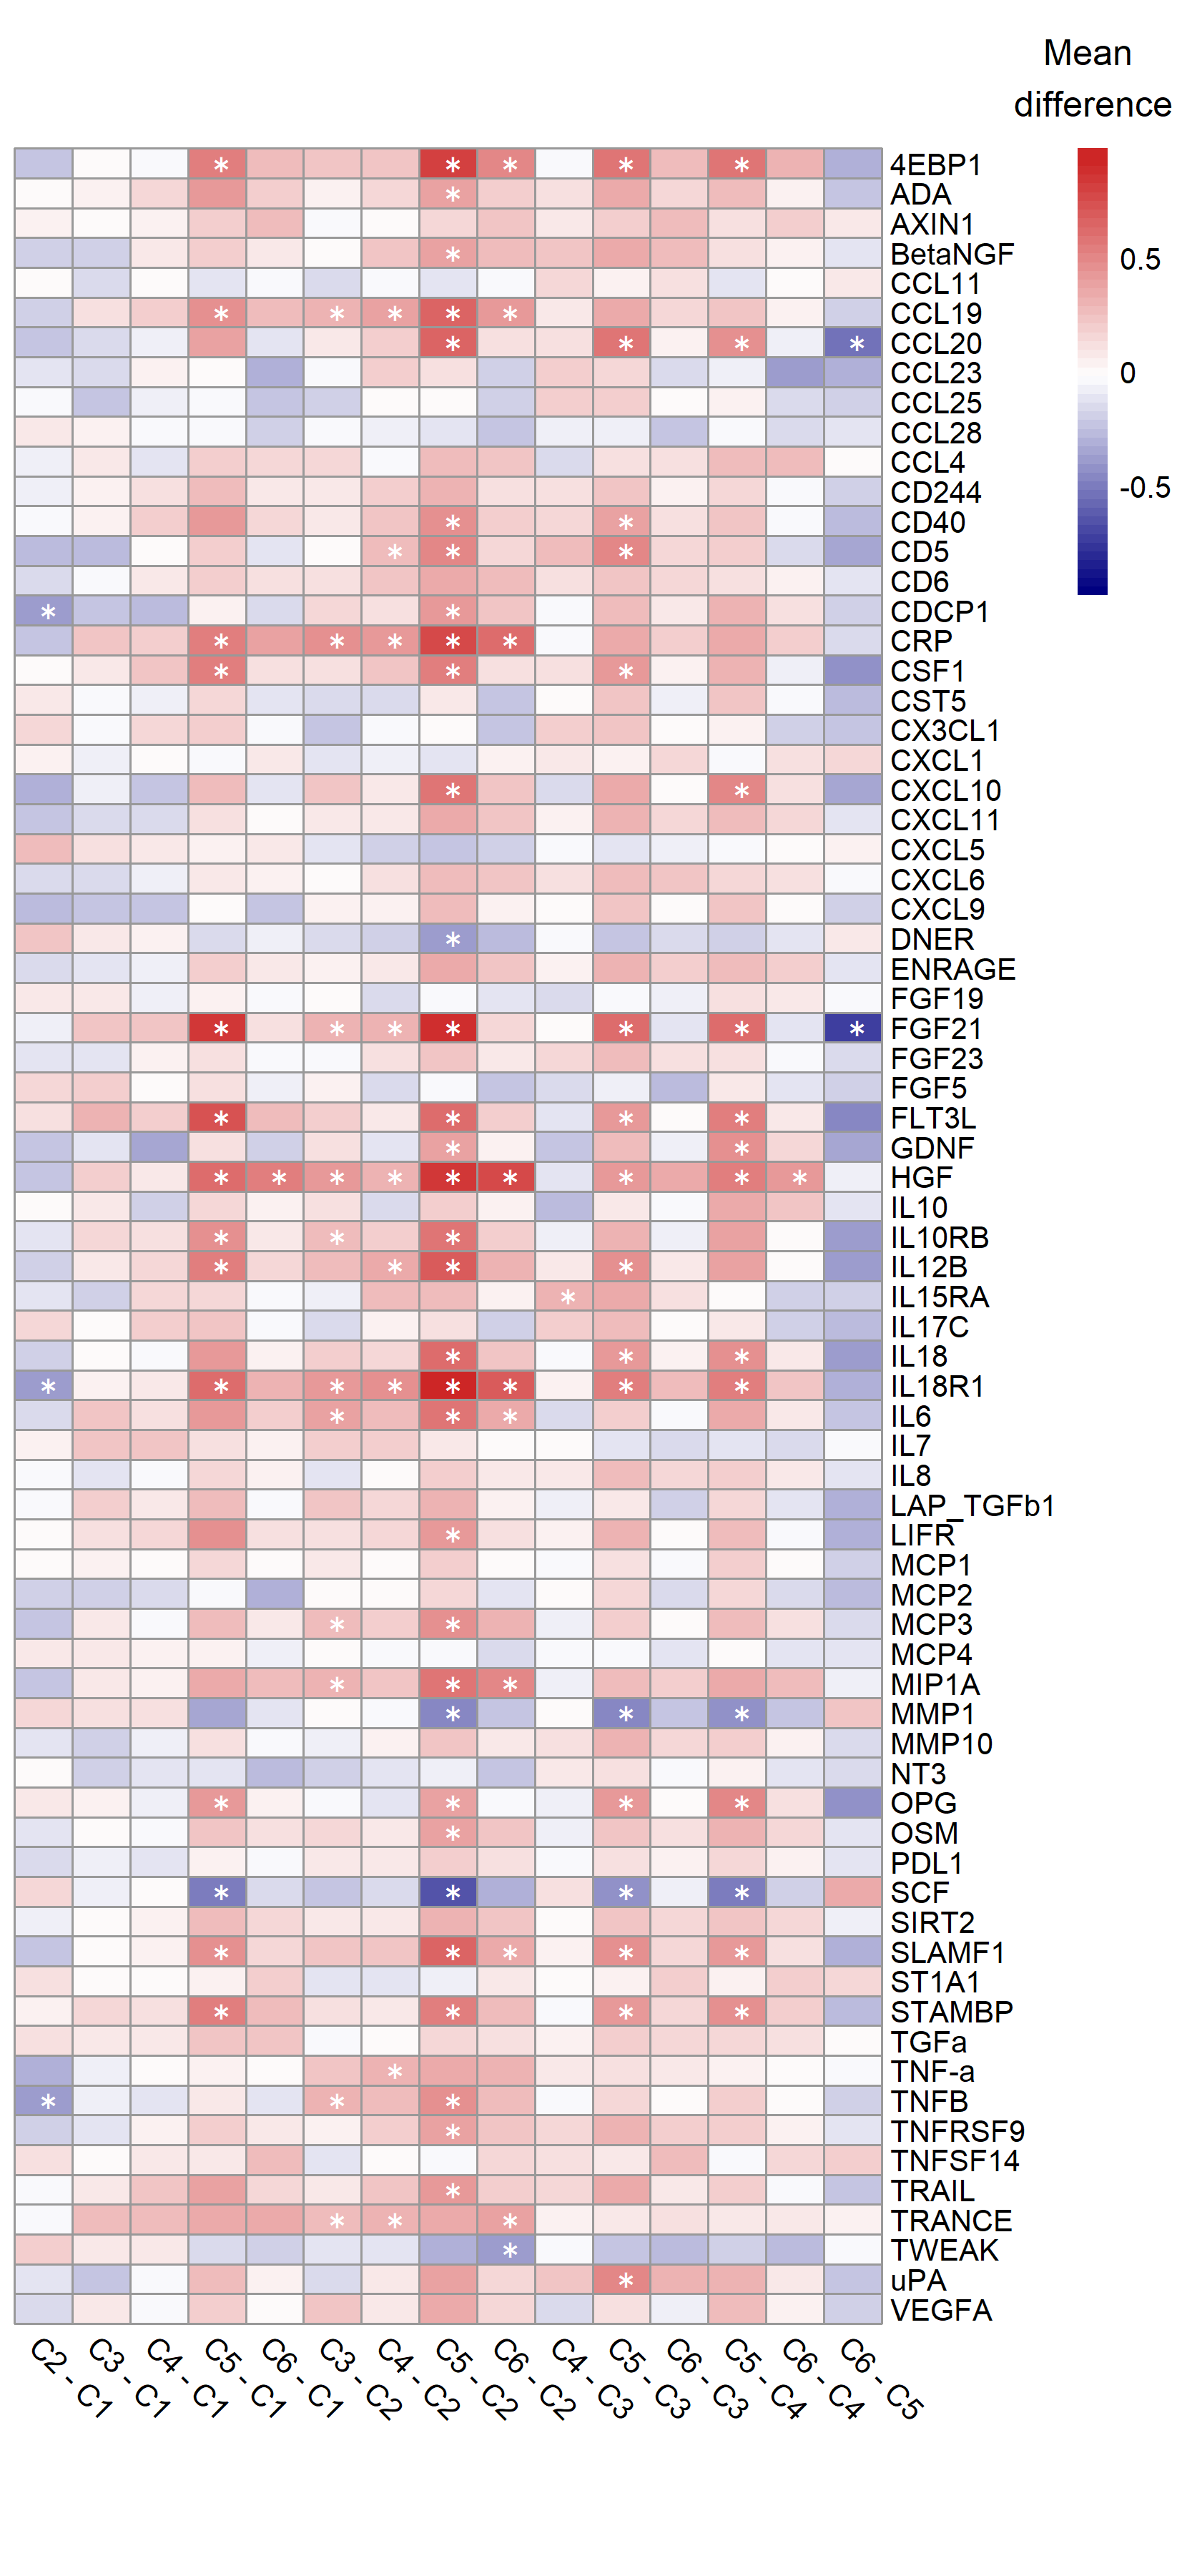 Mean
difference
4EBP1
ADA
AXIN1
BetaNGF
CCL11
CCL19
CCL20
CCL23
CCL25
CCL28
CCL4
CD244
CD40
CD5
CD6
CDCP1
CRP
CSF1
CST5
CX3CL1
CXCL1
CXCL10
CXCL11
CXCL5
CXCL6
CXCL9
DNER
ENRAGE
FGF19
FGF21
FGF23
FGF5
FLT3L
GDNF
HGF
IL10
IL10RB
IL12B
IL15RA
IL17C
IL18
IL18R1
IL6
IL7
IL8
LAP_TGFb1
LIFR
MCP1
MCP2
MCP3
MCP4
MIP1A
MMP1
MMP10
NT3
OPG
OSM
PDL1
SCF
SIRT2
SLAMF1
ST1A1
STAMBP
TGFa
TNF-a
TNFB
TNFRSF9
TNFSF14
TRAIL
TRANCE
TWEAK
uPA
VEGFA
0.5
0
-0.5
C2 - C1
C3 - C1
C4 - C1
C5 - C1
C6 - C1
C3 - C2
C4 - C2
C5 - C2
C6 - C2
C4 - C3
C5 - C3
C6 - C3
C5 - C4
C6 - C4
C6 - C5